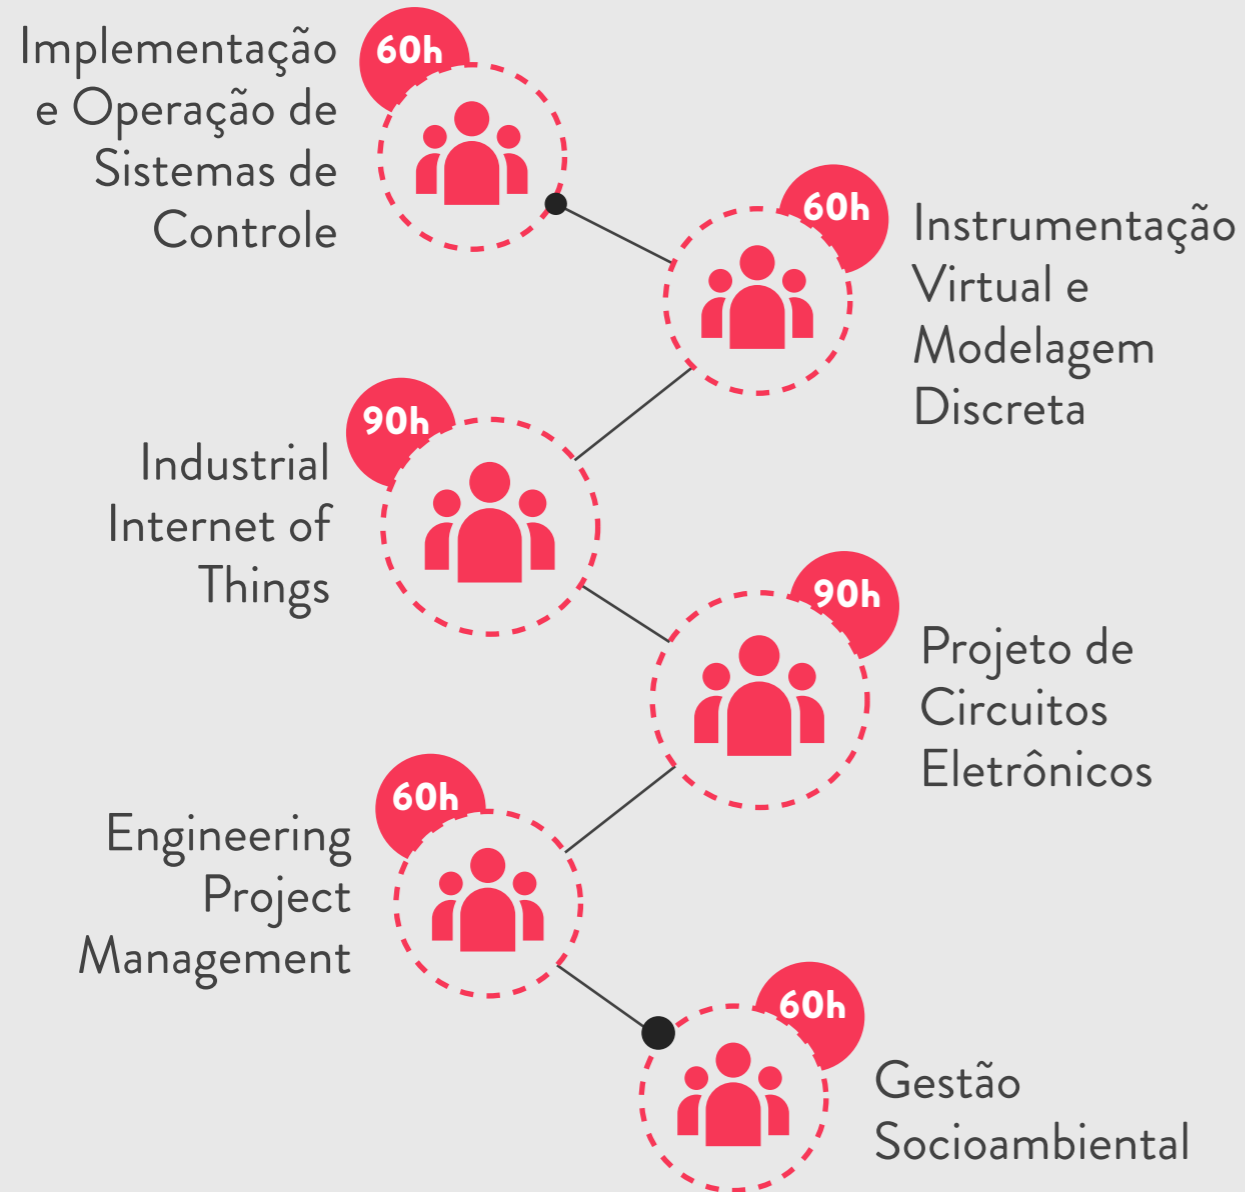 60h
Implementação
e Operação de
Sistemas de
Controle
60h
Instrumentação
Virtual e
Modelagem
Discreta
90h
Industrial
Internet of
Things
90h
Projeto de
Circuitos
Eletrônicos
60h
Engineering
Project
Management
60h
Gestão
Socioambiental